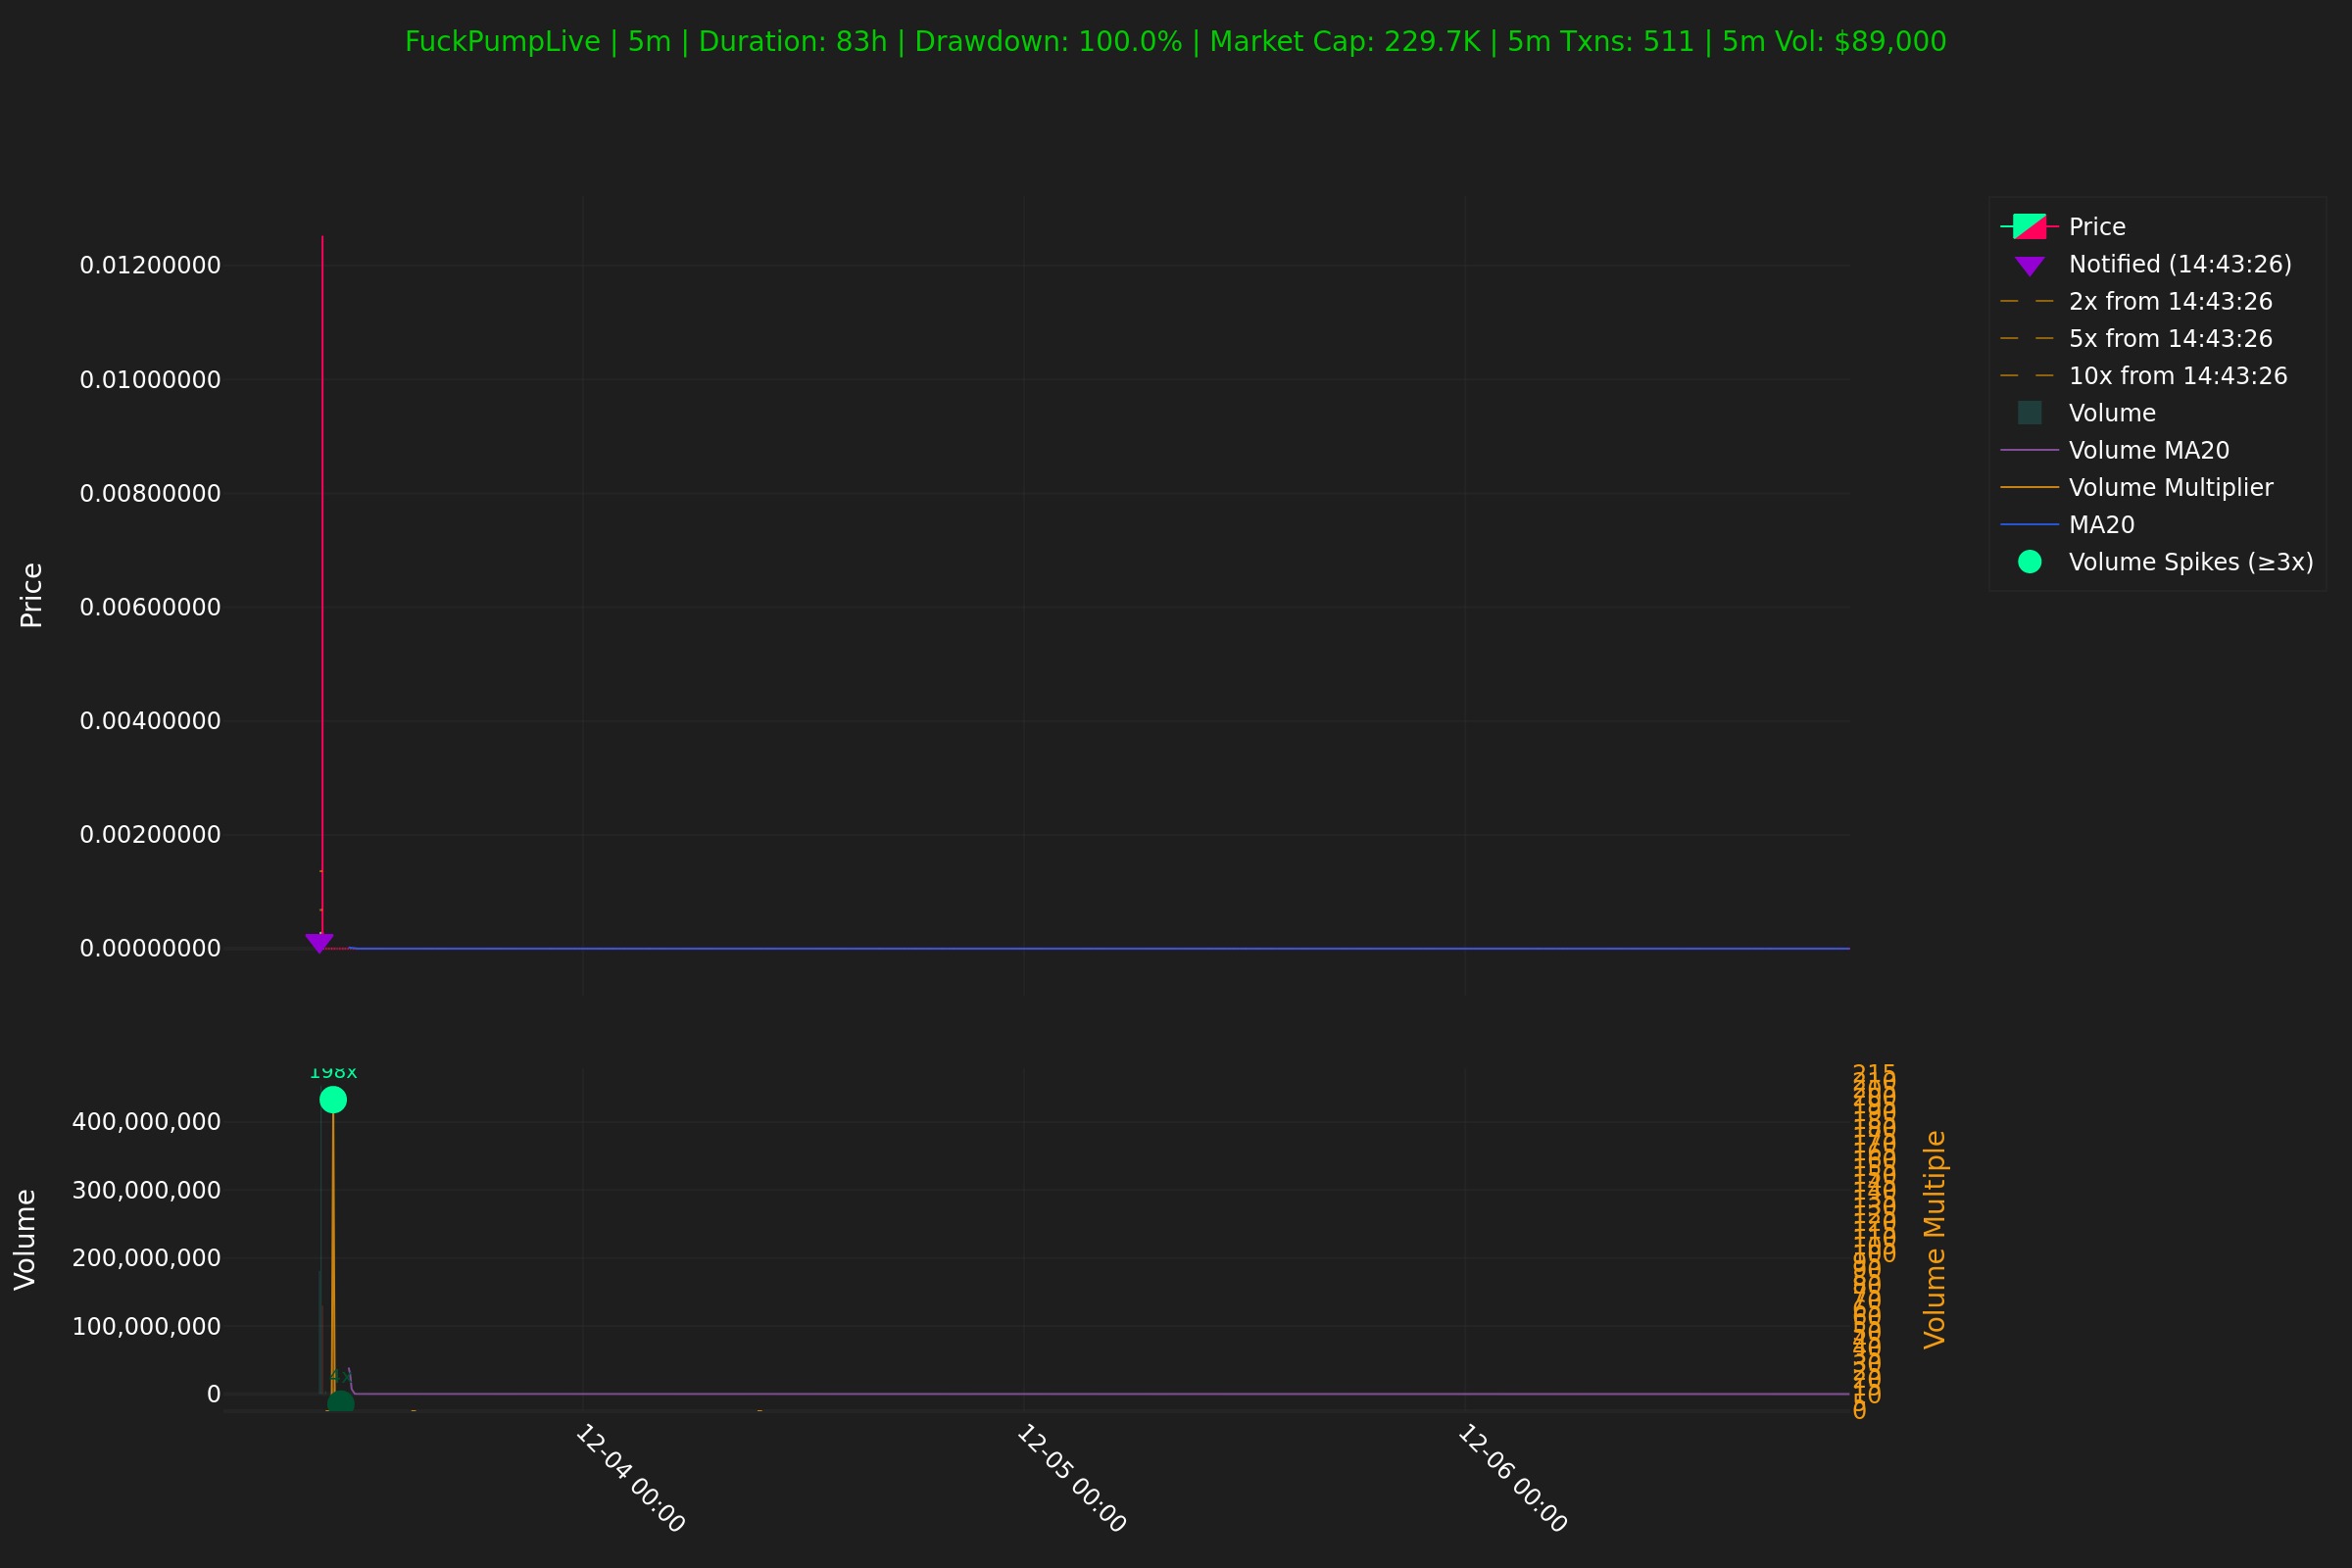 FuckPumpLive | 5m | Duration: 83h | Drawdown: 100.0% | Market Cap: 229.7K | 5m Txns: 511 | 5m Vol: $89,000
Price
0.01200000
0.01000000
0.00800000
0.00600000
0.00400000
0.00200000
0.00000000
Price
Notified (14:43:26)
2x from 14:43:26
5x from 14:43:26
10x from 14:43:26
Volume
Volume MA20
Volume Multiplier
MA20
Volume Spikes (≥3x)
Volume
400,000,000
300,000,000
200,000,000
100,000,000
0
198x
4x
215
100
10
0
Volume Multiple
12-04 00:00
12-05 00:00
12-06 00:00